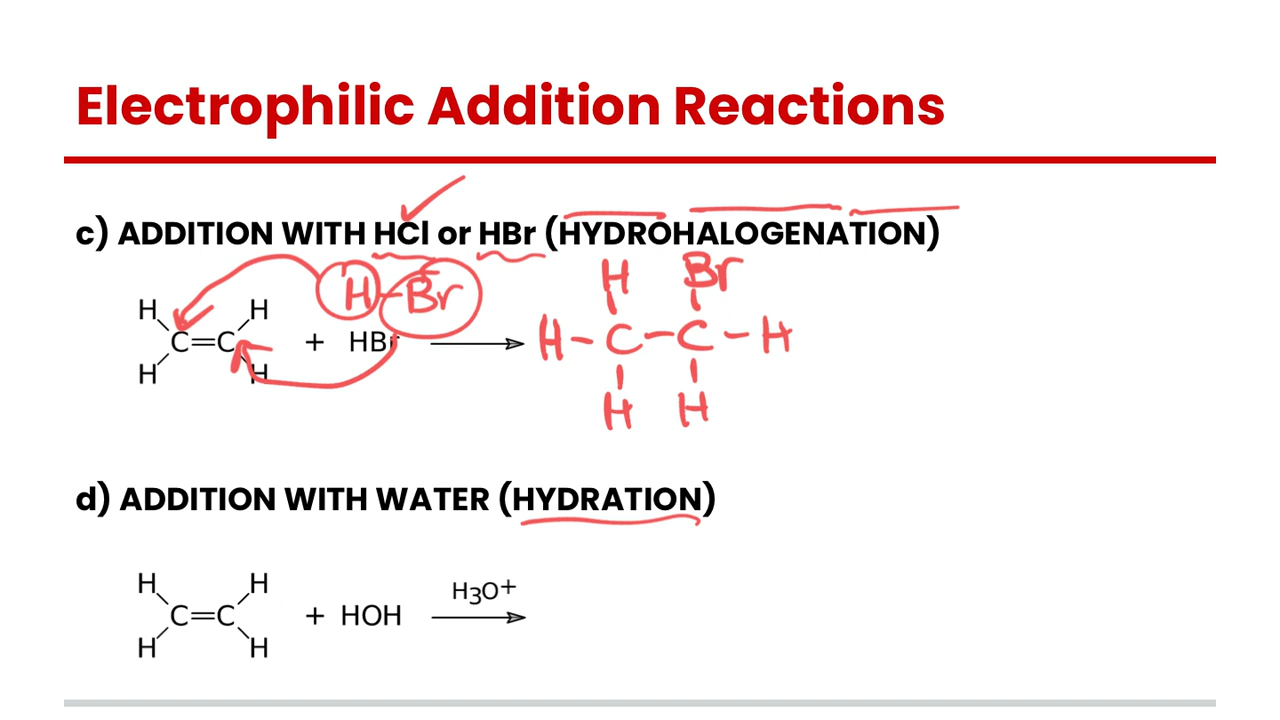 Electrophilic Addition Reactions
c) ADDITION WITH HCl or HBr (HYDROHALOGENATION)
H Br
H-Br
H H
C=C + HBr H-C-C-H
H H
H H
d) ADDITION WITH WATER (HYDRATION)
H H H3O+
C=C + HOH
H H